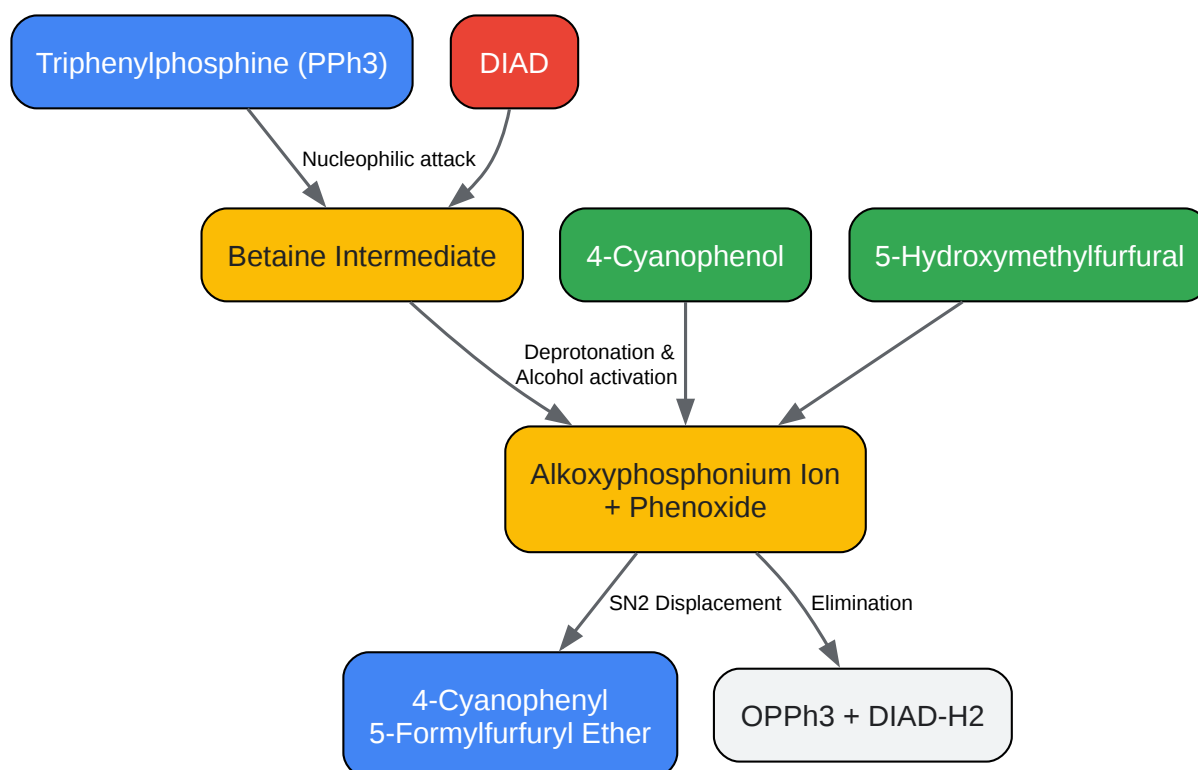 Triphenylphosphine (PPh3)
DIAD
Nucleophilic attack
Betaine Intermediate
4-Cyanophenol
5-Hydroxymethylfurfural
Deprotonation &
Alcohol activation
Alkoxyphosphonium Ion
+ Phenoxide
SN2 Displacement
Elimination
4-Cyanophenyl
5-Formylfurfuryl Ether
OPPh3 + DIAD-H2